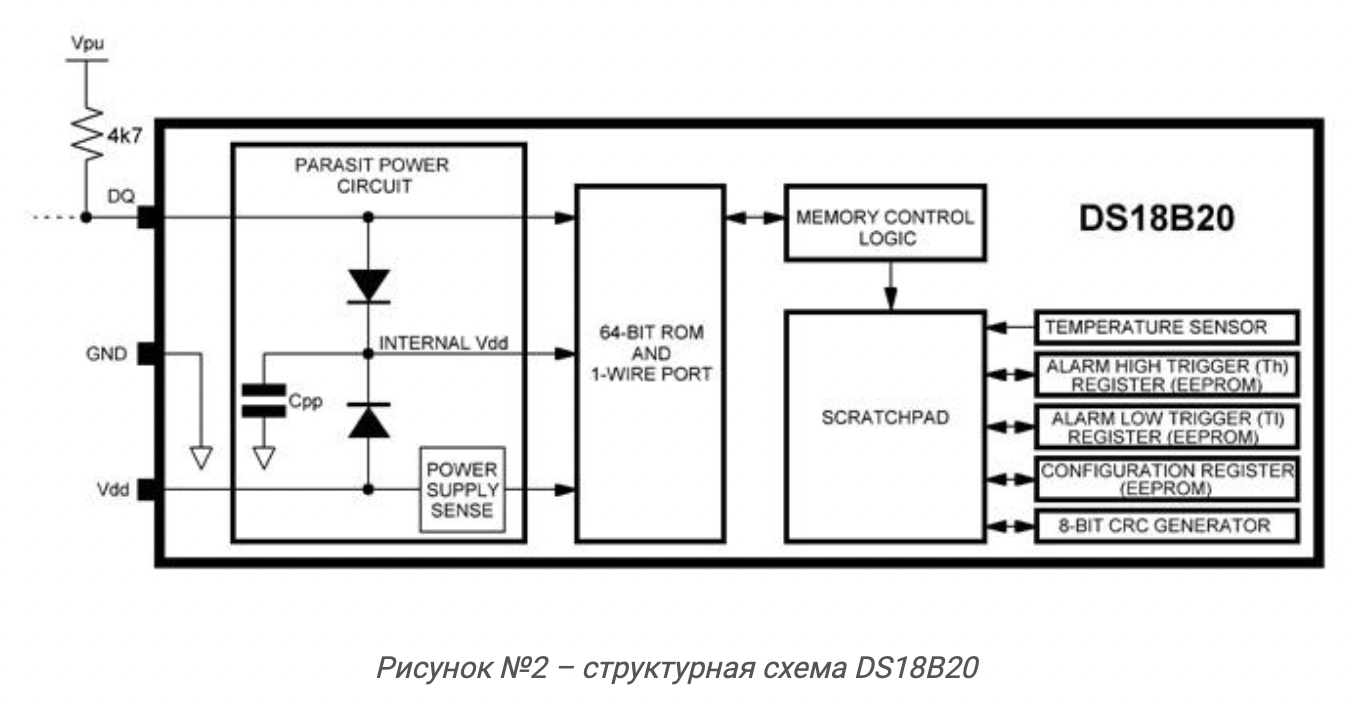 Vpu
4k7
DQ
GND
Vdd
PARASIT POWER
CIRCUIT
INTERNAL Vdd
Cpp
POWER
SUPPLY
SENSE
64-BIT ROM
AND
1-WIRE PORT
MEMORY CONTROL
LOGIC
SCRATCHPAD
DS18B20
TEMPERATURE SENSOR
ALARM HIGH TRIGGER (Th)
REGISTER (EEPROM)
ALARM LOW TRIGGER (Tl)
REGISTER (EEPROM)
CONFIGURATION REGISTER
(EEPROM)
8-BIT CRC GENERATOR
Рисунок №2 – структурная схема DS18B20